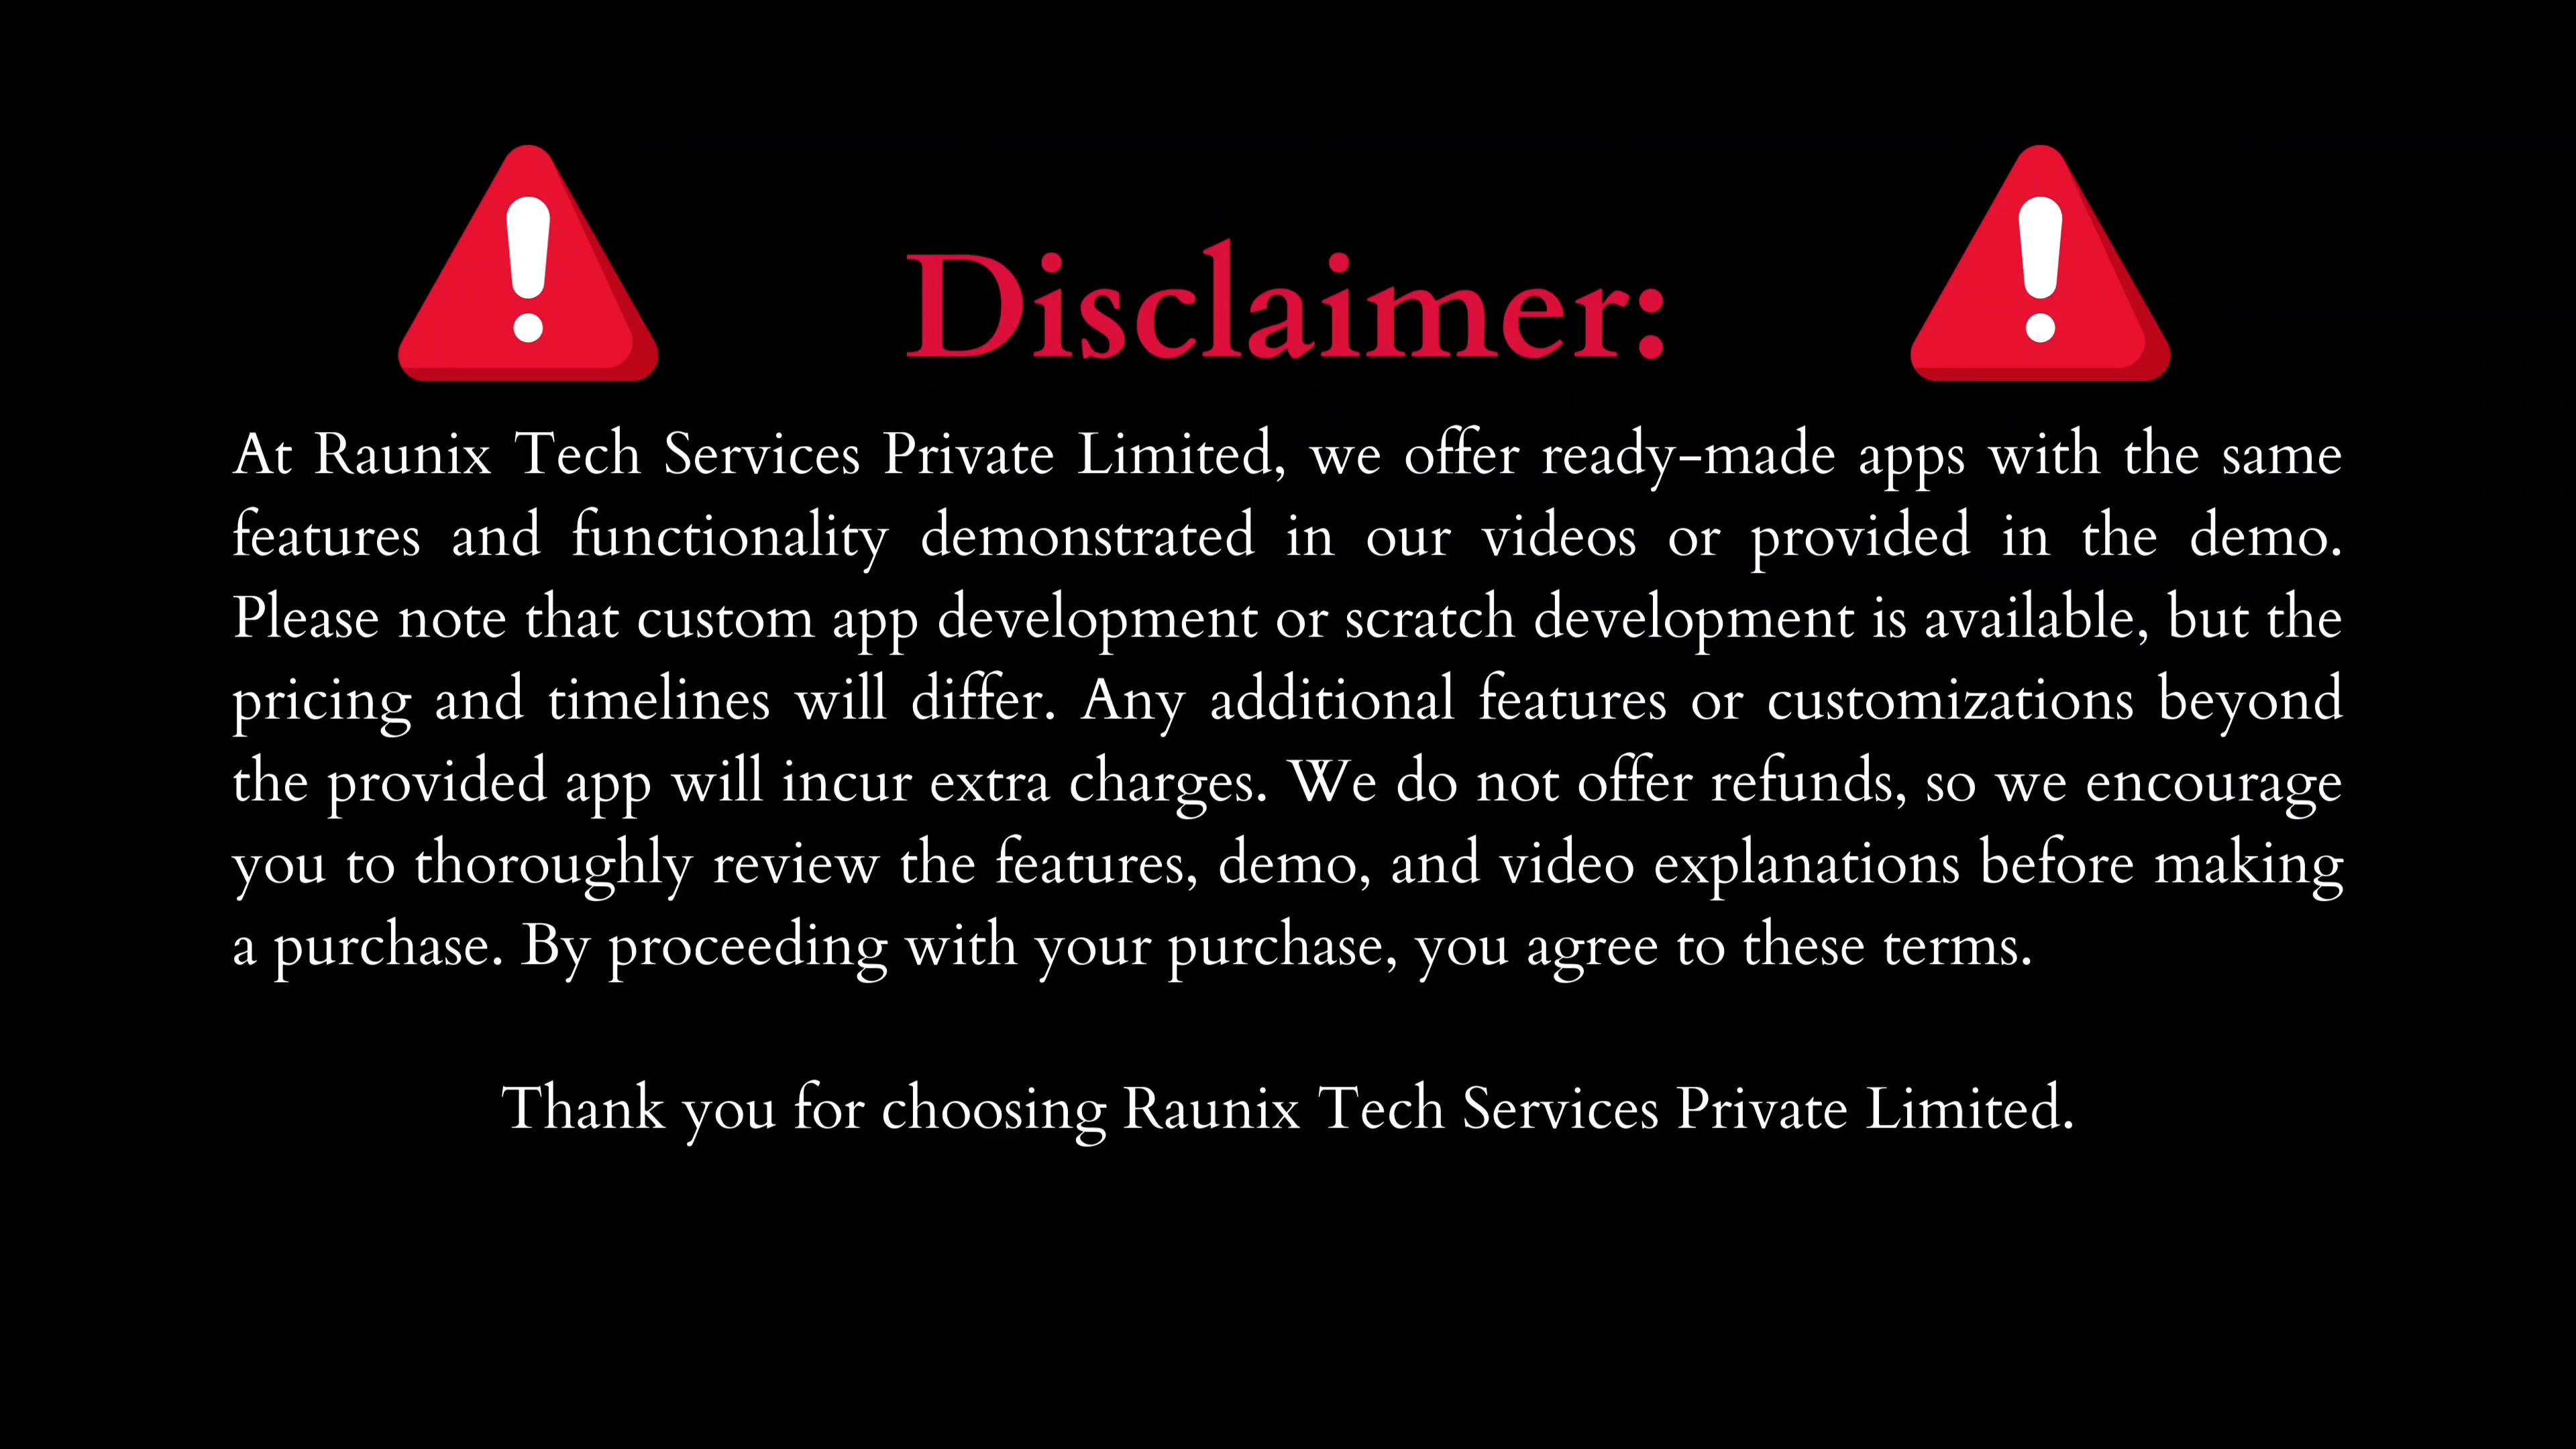 Disclaimer:
At Raunix Tech Services Private Limited, we offer ready-made apps with the same
features and functionality demonstrated in our videos or provided in the demo.
Please note that custom app development or scratch development is available, but the
pricing and timelines will differ. Any additional features or customizations beyond
the provided app will incur extra charges. We do not offer refunds, so we encourage
you to thoroughly review the features, demo, and video explanations before making
a purchase. By proceeding with your purchase, you agree to these terms.
Thank you for choosing Raunix Tech Services Private Limited.